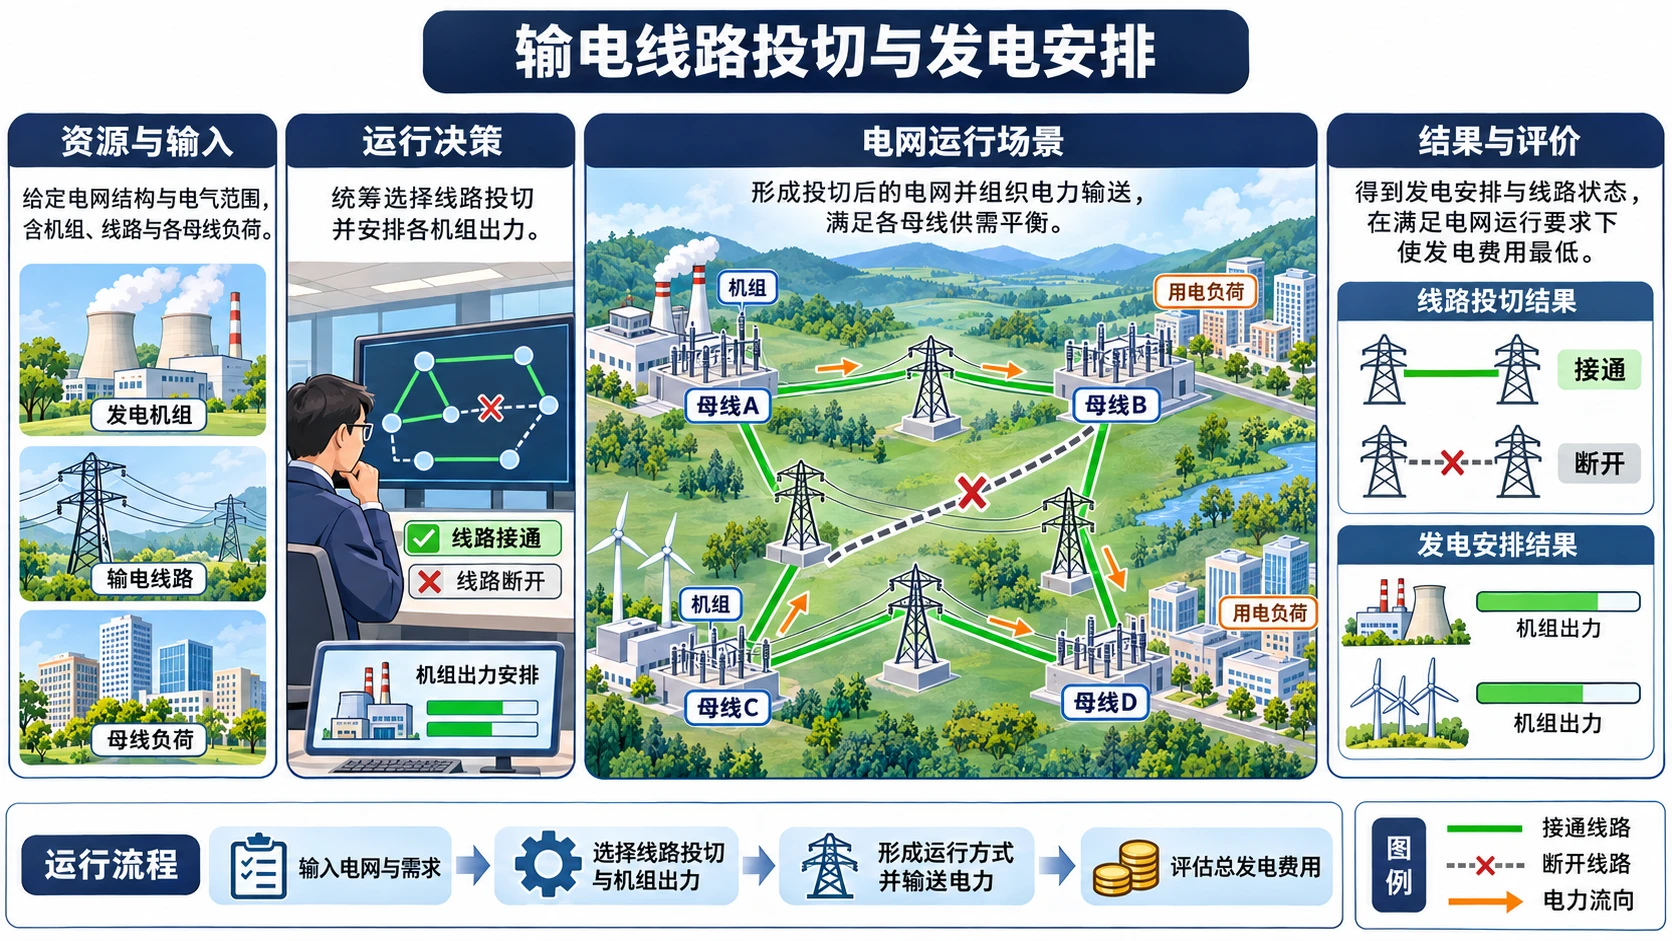 输电线路投切与发电安排
资源与输入
给定电网结构与电气范围，
含机组、线路与各母线负荷。
发电机组
输电线路
母线负荷
运行决策
统筹选择线路投切
并安排各机组出力。
线路接通
线路断开
机组出力安排
电网运行场景
形成投切后的电网并组织电力输送，
满足各母线供需平衡。
机组
用电负荷
母线A
母线B
机组
用电负荷
母线C
母线D
结果与评价
得到发电安排与线路状态，
在满足电网运行要求下
使发电费用最低。
线路投切结果
接通
断开
发电安排结果
机组出力
机组出力
运行流程
输入电网与需求
选择线路投切
与机组出力
形成运行方式
并输送电力
评估总发电费用
图例
接通线路
断开线路
电力流向